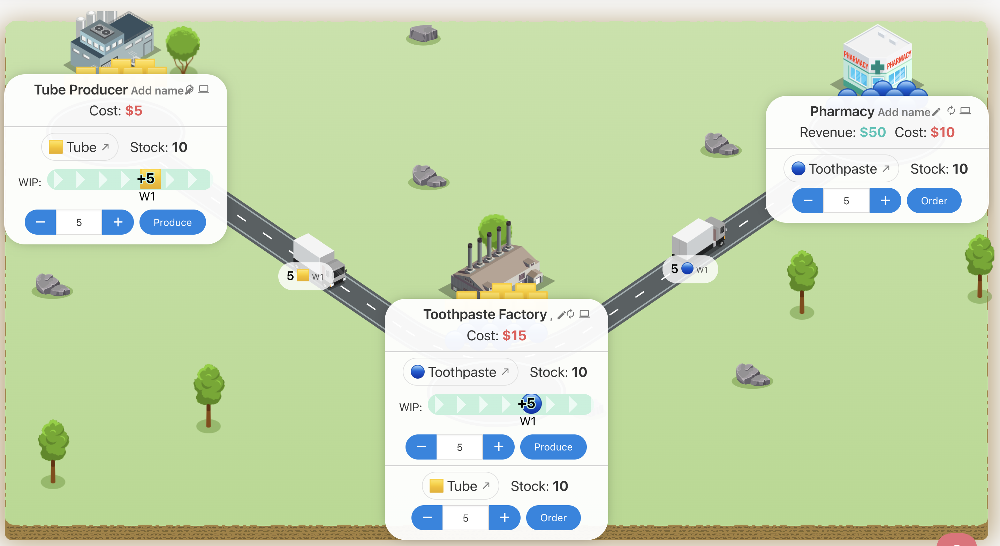 PHARMACY PHARMACY
Tube Producer Add name
Cost: $5
Tube Stock: 10
WIP: +5
W1
5 Produce
Pharmacy Add name
Revenue: $50 Cost: $10
Toothpaste Stock: 10
5 Order
5 W1
5 W1
Toothpaste Factory ,
Cost: $15
Toothpaste Stock: 10
WIP: +5
W1
5 Produce
Tube Stock: 10
5 Order